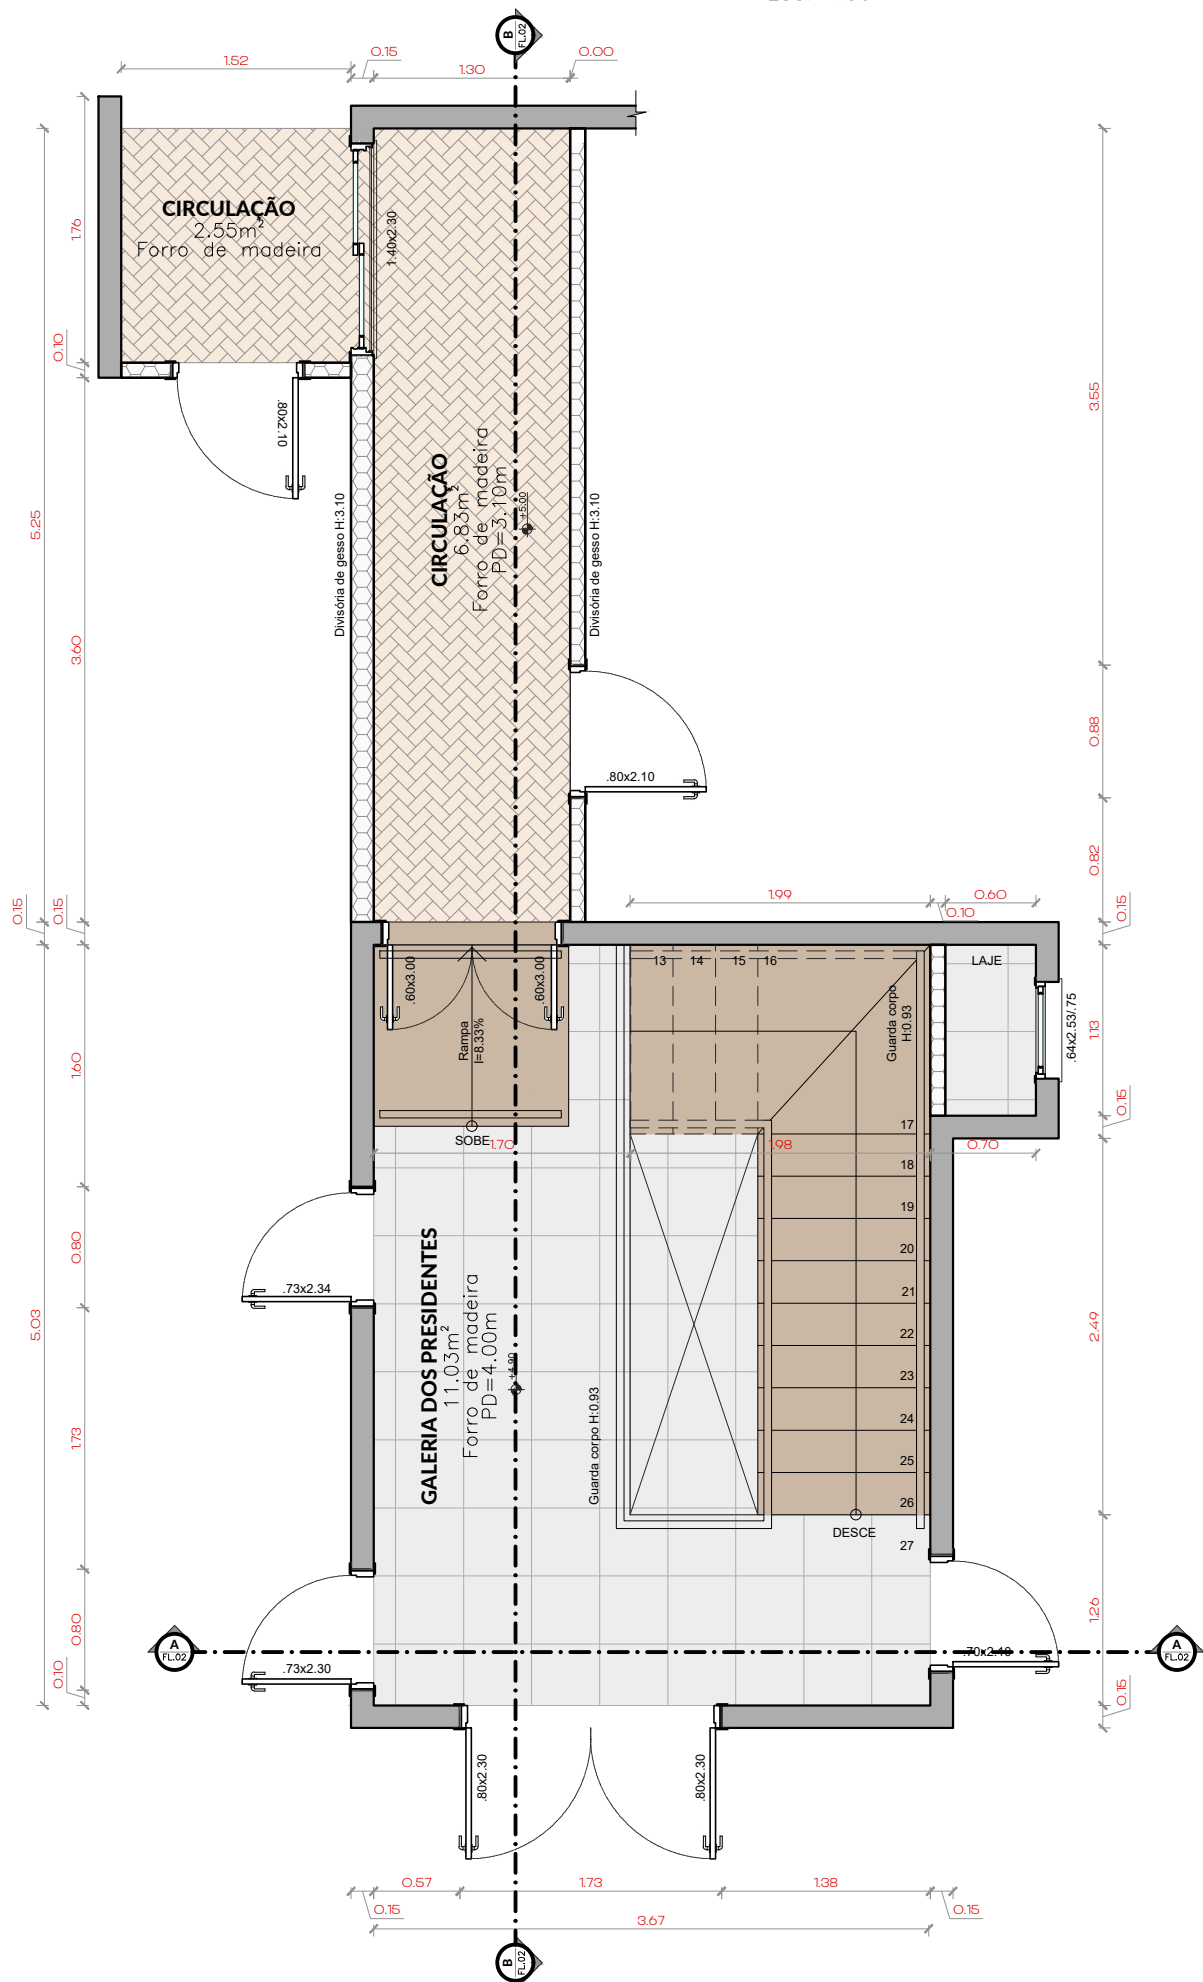 B
FL.02
0.15
0.00
1.52
1.30
CIRCULAÇÃO
2.55m²
Forro de madeira
1.76
1.40x2.30
0.10
3.55
.80x2.10
CIRCULAÇÃO
6.83m²
Forro de madeira
PD=3.10m
+5.00
Divisória de gesso H:3.10
Divisória de gesso H:3.10
5.25
3.60
0.88
.80x2.10
0.82
1.99
0.60
0.10
0.15
0.15
0.15
13
14
15
16
LAJE
.60x3.00
.60x3.00
Rampa
I=8.33%
Guarda corpo
H:0.93
.64x2.53/.75
1.13
1.60
0.15
17
SOBE
1.70
1.98
0.70
18
19
20
21
22
23
24
25
26
27
0.80
.73x2.34
5.03
GALERIA DOS PRESIDENTES
11.03m²
Forro de madeira
PD=4.00m
+4.90
Guarda corpo H:0.93
2.49
1.73
DESCE
0.80
1.26
A
FL.02
A
FL.02
.73x2.30
.70x2.10
0.10
0.15
.80x2.30
.80x2.30
0.57
1.73
1.38
0.15
0.15
3.67
B
FL.02